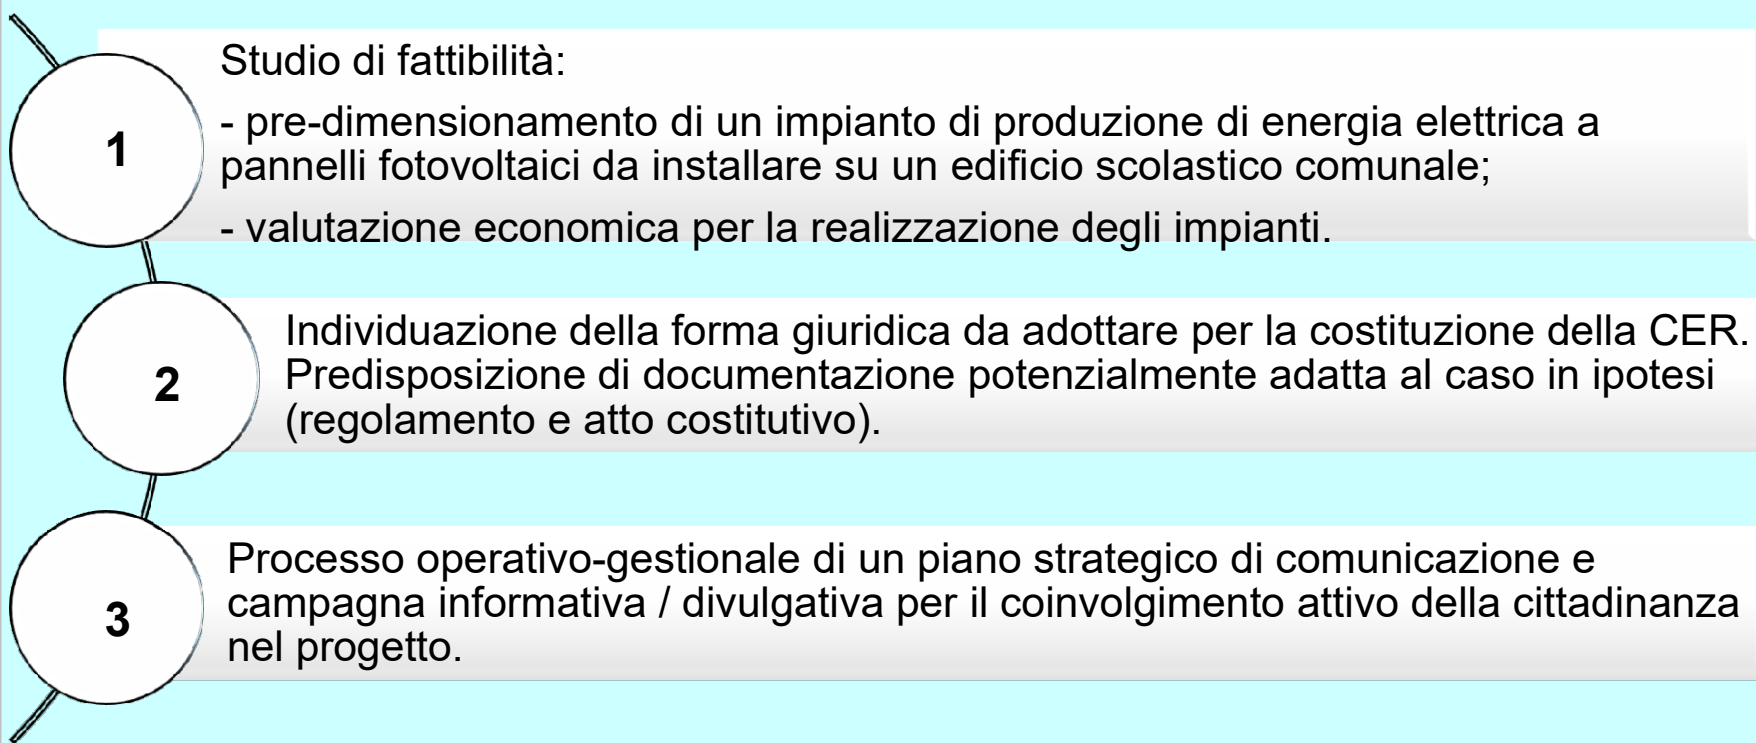 1
Studio di fattibilità:
- pre-dimensionamento di un impianto di produzione di energia elettrica a
pannelli fotovoltaici da installare su un edificio scolastico comunale;
- valutazione economica per la realizzazione degli impianti.
2
Individuazione della forma giuridica da adottare per la costituzione della CER.
Predisposizione di documentazione potenzialmente adatta al caso in ipotesi
(regolamento e atto costitutivo).
3
Processo operativo-gestionale di un piano strategico di comunicazione e
campagna informativa / divulgativa per il coinvolgimento attivo della cittadinanza
nel progetto.